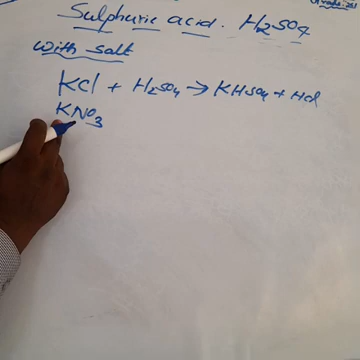 Sulphuric acid. H₂SO₄
With salt
KCl + H₂SO₄ → KHSO₄ + HCl
KNO₃